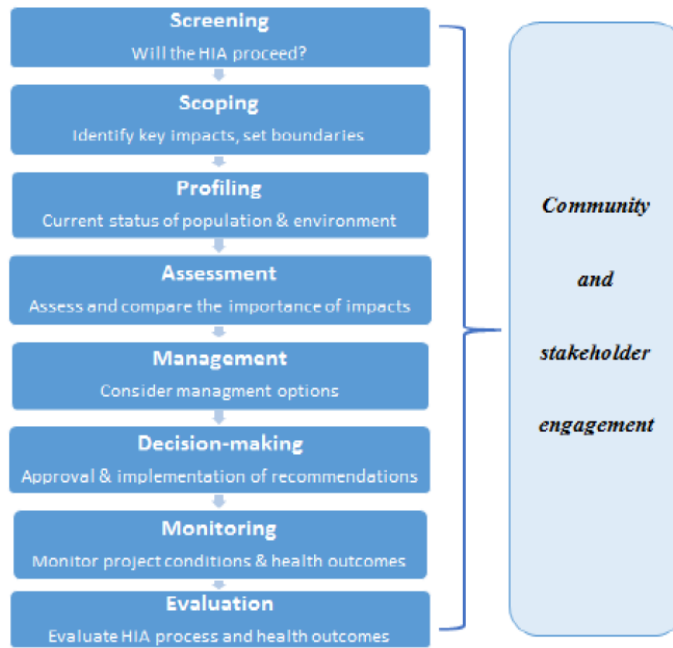 Screening
Will the HIA proceed?
Scoping
Identify key impacts, set boundaries
Profiling
Current status of population & environment
Assessment
Assess and compare the importance of impacts
Management
Consider managment options
Decision-making
Approval & implementation of recommendations
Monitoring
Monitor project conditions & health outcomes
Evaluation
Evaluate HIA process and health outcomes
Community
and
stakeholder
engagement